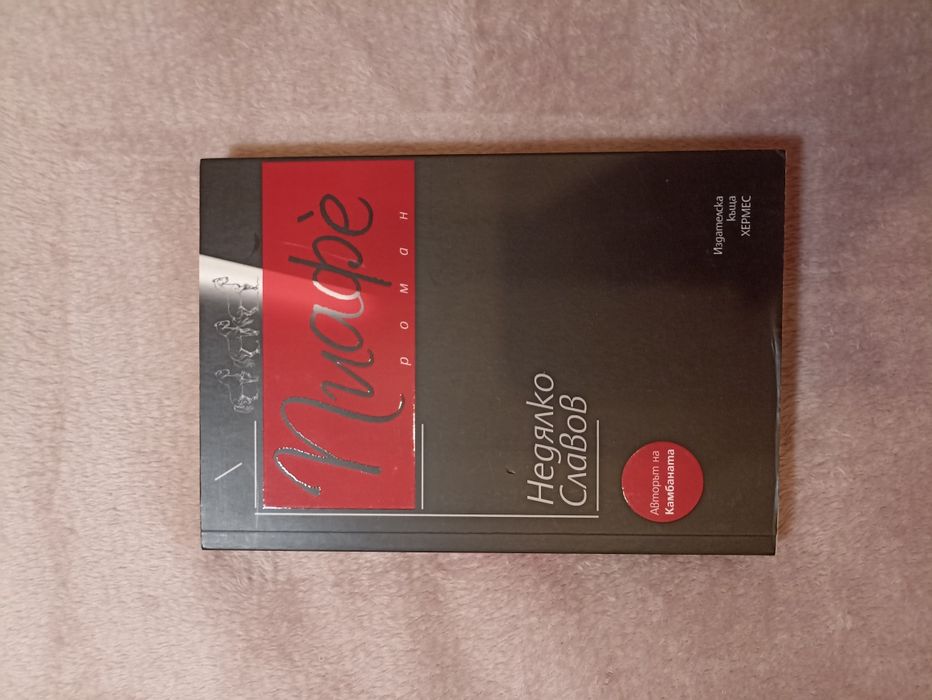 Пиафѐ
роман
Недялко
Славов
Авторът на
Камбаната
Издателска
къща
ХЕРМЕС